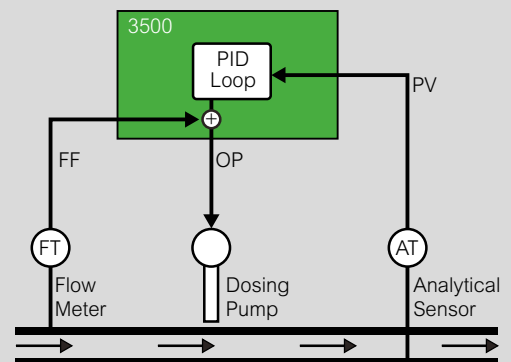 3500
PID
Loop
+
PV
FF
OP
FT
AT
Flow
Meter
Dosing
Pump
Analytical
Sensor